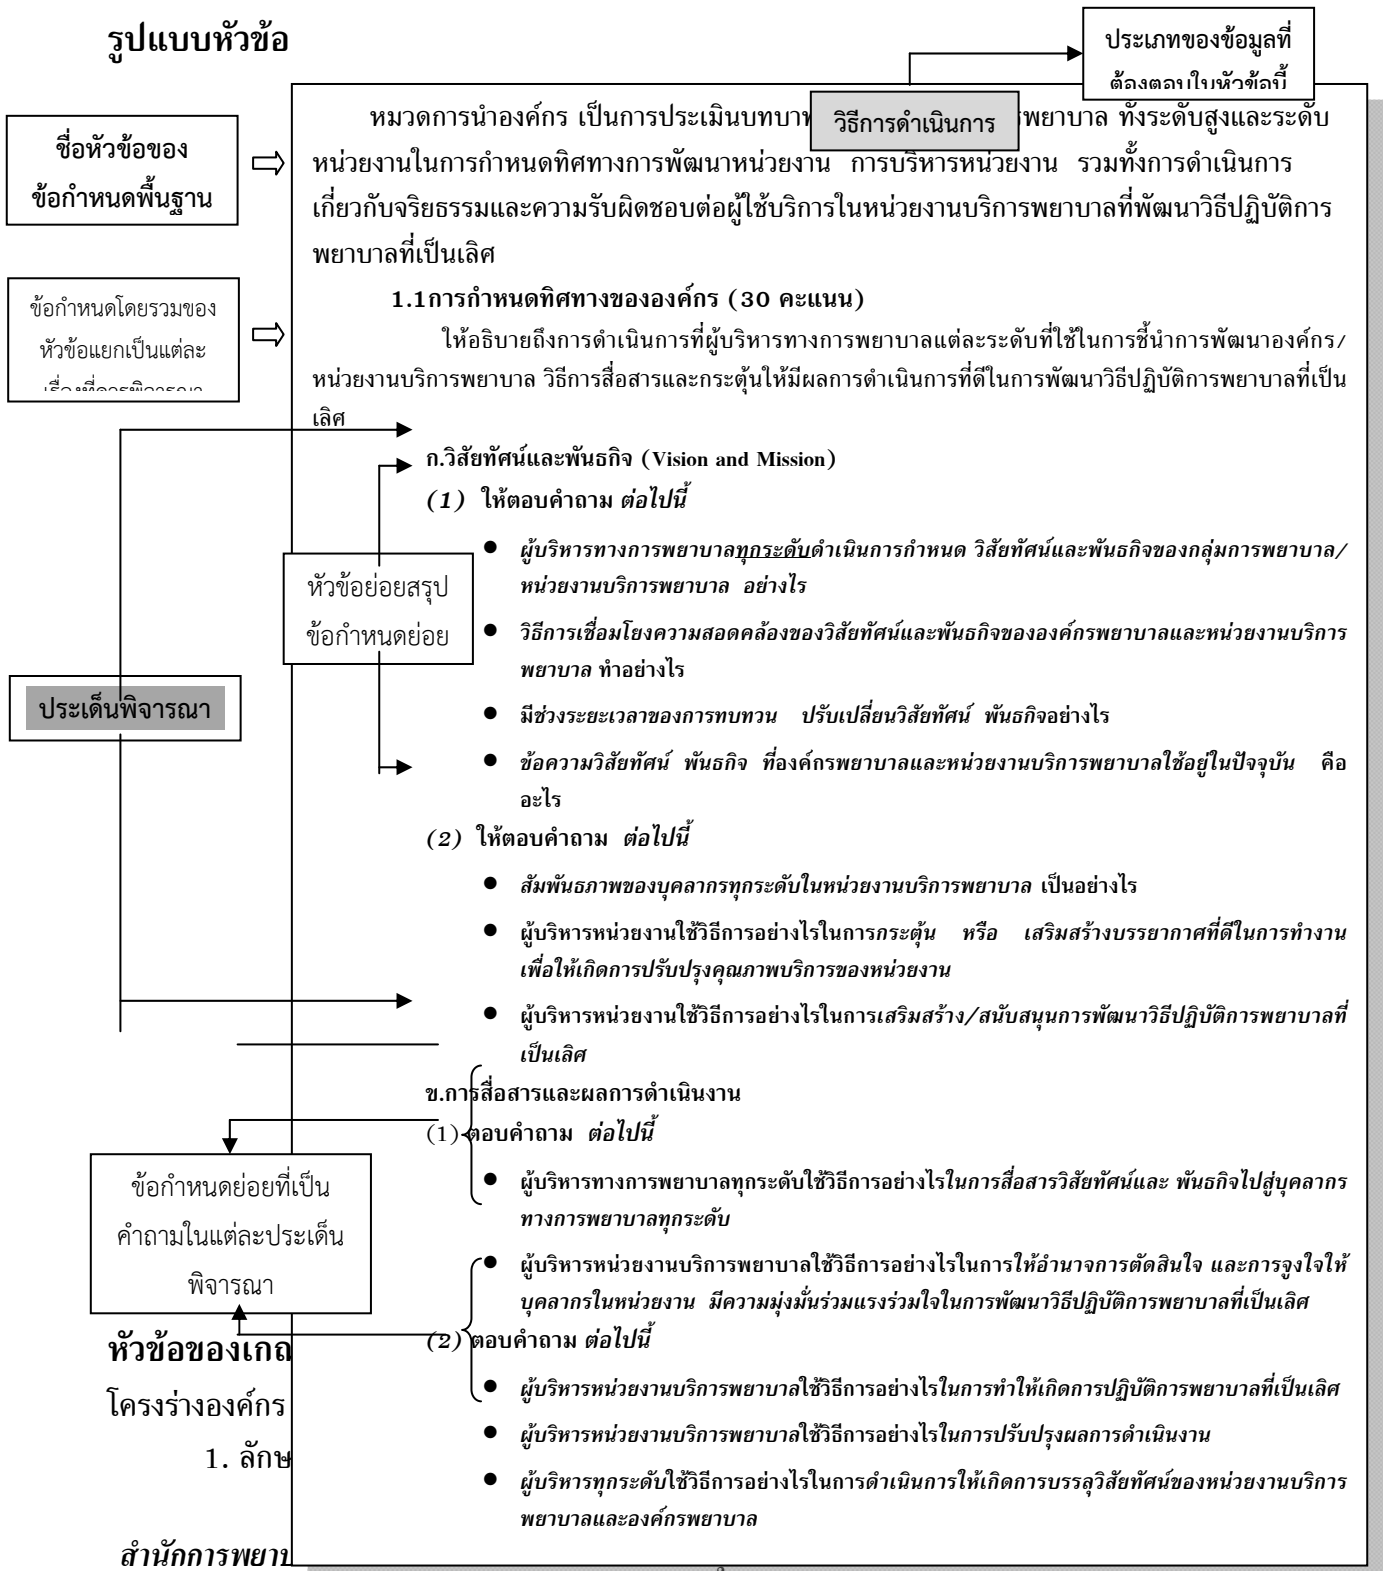 รูปแบบหัวข้อ
ประเภทของข้อมูลที่
ต้องตอบในหัวข้อนี้
วิธีการดำเนินการ
ชื่อหัวข้อของ
ข้อกำหนดพื้นฐาน
หมวดการนำองค์กร เป็นการประเมินบทบา พยาบาล ทั้งระดับสูงและระดับ
หน่วยงานในการกำหนดทิศทางการพัฒนาหน่วยงาน การบริหารหน่วยงาน รวมทั้งการดำเนินการ
เกี่ยวกับจริยธรรมและความรับผิดชอบต่อผู้ใช้บริการในหน่วยงานบริการพยาบาลที่พัฒนาวิธีปฏิบัติการ
พยาบาลที่เป็นเลิศ
ข้อกำหนดโดยรวมของ
หัวข้อแยกเป็นแต่ละ
เรื่องที่ควรพิจารณา
1.1การกำหนดทิศทางขององค์กร (30 คะแนน)
ให้อธิบายถึงการดำเนินการที่ผู้บริหารทางการพยาบาลแต่ละระดับที่ใช้ในการชี้นำการพัฒนาองค์กร/
หน่วยงานบริการพยาบาล วิธีการสื่อสารและกระตุ้นให้มีผลการดำเนินการที่ดีในการพัฒนาวิธีปฏิบัติการพยาบาลที่เป็น
เลิศ
ก.วิสัยทัศน์และพันธกิจ (Vision and Mission)
(1) ให้ตอบคำถาม ต่อไปนี้
● ผู้บริหารทางการพยาบาลทุกระดับดำเนินการกำหนด วิสัยทัศน์และพันธกิจของกลุ่มการพยาบาล/
หน่วยงานบริการพยาบาล อย่างไร
หัวข้อย่อยสรุป
ข้อกำหนดย่อย
● วิธีการเชื่อมโยงความสอดคล้องของวิสัยทัศน์และพันธกิจขององค์กรพยาบาลและหน่วยงานบริการ
พยาบาล ทำอย่างไร
ประเด็นพิจารณา
● มีช่วงระยะเวลาของการทบทวน ปรับเปลี่ยนวิสัยทัศน์ พันธกิจอย่างไร
● ข้อความวิสัยทัศน์ พันธกิจ ที่องค์กรพยาบาลและหน่วยงานบริการพยาบาลใช้อยู่ในปัจจุบัน คือ
อะไร
(2) ให้ตอบคำถาม ต่อไปนี้
● สัมพันธภาพของบุคลากรทุกระดับในหน่วยงานบริการพยาบาล เป็นอย่างไร
● ผู้บริหารหน่วยงานใช้วิธีการอย่างไรในการกระตุ้น หรือ เสริมสร้างบรรยากาศที่ดีในการทำงาน
เพื่อให้เกิดการปรับปรุงคุณภาพบริการของหน่วยงาน
● ผู้บริหารหน่วยงานใช้วิธีการอย่างไรในการเสริมสร้าง/สนับสนุนการพัฒนาวิธีปฏิบัติการพยาบาลที่
เป็นเลิศ
ข.การสื่อสารและผลการดำเนินงาน
(1) ตอบคำถาม ต่อไปนี้
● ผู้บริหารทางการพยาบาลทุกระดับใช้วิธีการอย่างไรในการสื่อสารวิสัยทัศน์และ พันธกิจไปสู่บุคลากร
ทางการพยาบาลทุกระดับ
ข้อกำหนดย่อยที่เป็น
คำถามในแต่ละประเด็น
พิจารณา
● ผู้บริหารหน่วยงานบริการพยาบาลใช้วิธีการอย่างไรในการให้อำนาจการตัดสินใจ และการจูงใจให้
บุคลากรในหน่วยงาน มีความมุ่งมั่นร่วมแรงร่วมใจในการพัฒนาวิธีปฏิบัติการพยาบาลที่เป็นเลิศ
(2) ตอบคำถาม ต่อไปนี้
● ผู้บริหารหน่วยงานบริการพยาบาลใช้วิธีการอย่างไรในการทำให้เกิดการปฏิบัติการพยาบาลที่เป็นเลิศ
● ผู้บริหารหน่วยงานบริการพยาบาลใช้วิธีการอย่างไรในการปรับปรุงผลการดำเนินงาน
● ผู้บริหารทุกระดับใช้วิธีการอย่างไรในการดำเนินการให้เกิดการบรรลุวิสัยทัศน์ของหน่วยงานบริการ
พยาบาลและองค์กรพยาบาล
หัวข้อของเกณ
โครงร่างองค์กร
1. ลักษ
สำนักการพยาบ